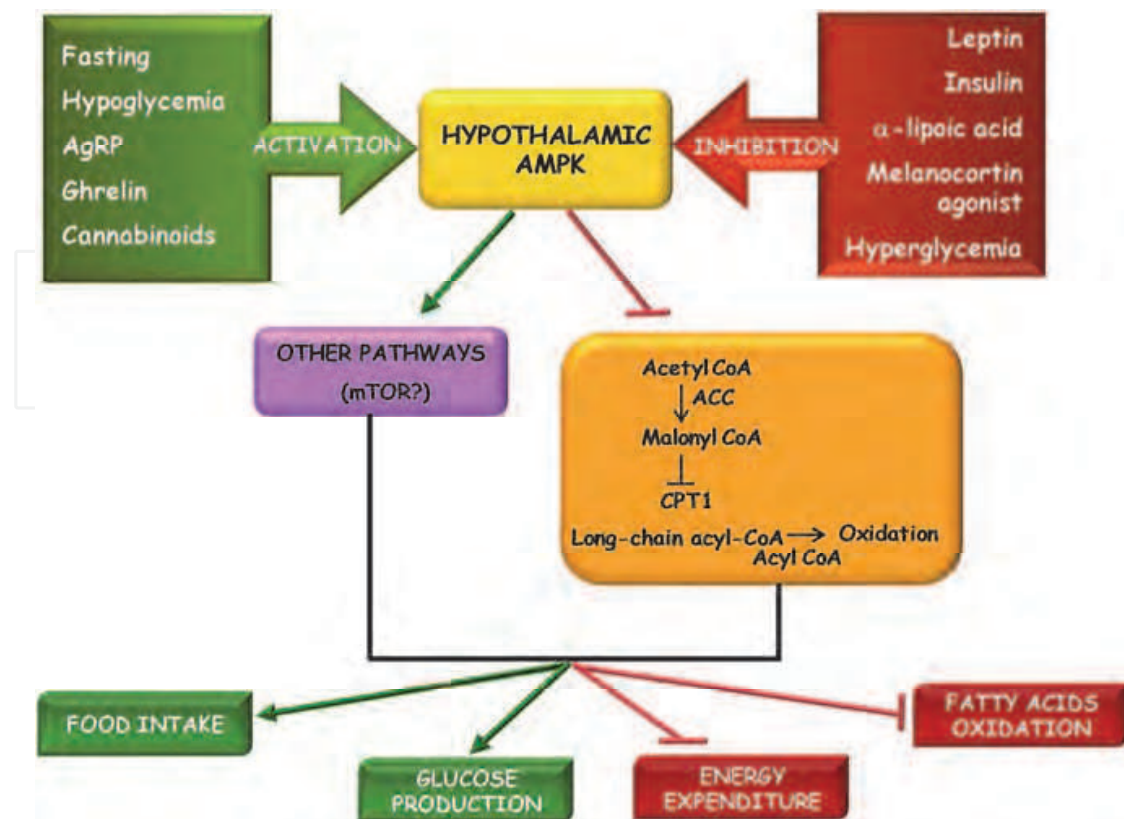 Fasting
Hypoglycemia
AgRP
Ghrelin
Cannabinoids
ACTIVATION
HYPOTHALAMIC
AMPK
INHIBITION
Leptin
Insulin
α-lipoic acid
Melanocortin
agonist
Hyperglycemia
OTHER PATHWAYS
(mTOR?)
Acetyl CoA
ACC
Malonyl CoA
CPT1
Long-chain acyl-CoA → Oxidation
Acyl CoA
FOOD INTAKE
GLUCOSE
PRODUCTION
ENERGY
EXPENDITURE
FATTY ACIDS
OXIDATION